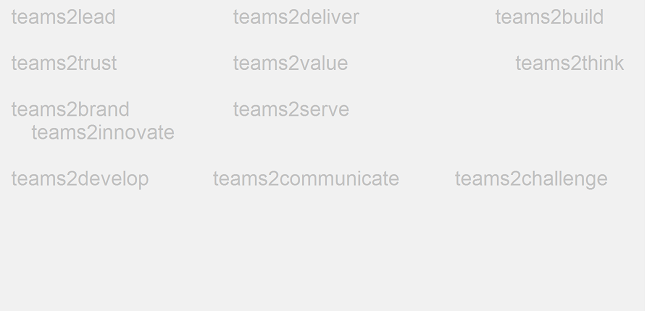 teams2lead teams2deliver teams2build
teams2trust teams2value teams2think
teams2brand teams2serve
teams2innovate
teams2develop teams2communicate teams2challenge